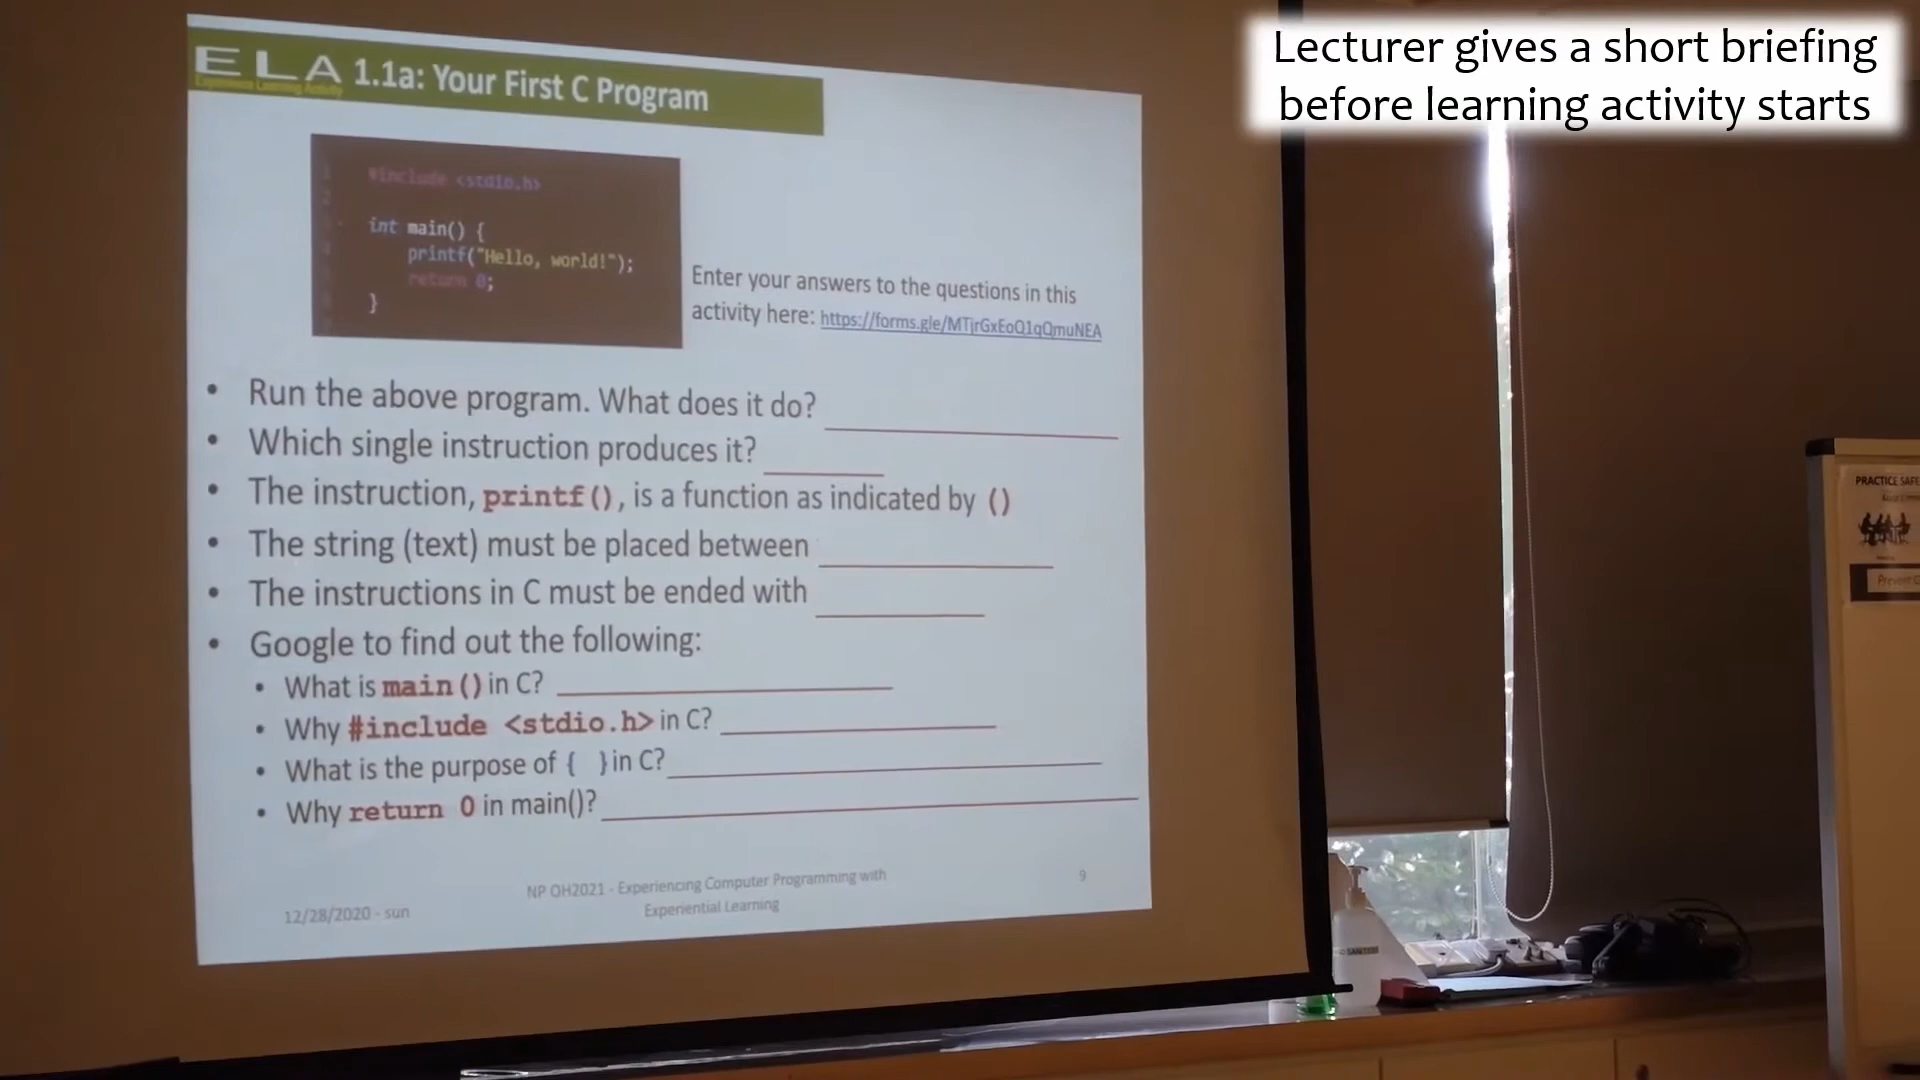 Lecturer gives a short briefing
before learning activity starts
ELA 1.1a: Your First C Program
Experience Learning Activity
#include <stdio.h>
int main() {
printf("Hello, world!");
return 0;
}
Enter your answers to the questions in this
activity here: https://forms.gle/MTjrGxEoQ1qQmuNEA
• Run the above program. What does it do?
• Which single instruction produces it?
• The instruction, printf(), is a function as indicated by ()
• The string (text) must be placed between
• The instructions in C must be ended with
• Google to find out the following:
• What is main() in C?
• Why #include <stdio.h> in C?
• What is the purpose of { } in C?
• Why return 0 in main()?
12/28/2020 - sun
NP OH2021 - Experiencing Computer Programming with
Experiential Learning
9
PRACTICE SAFE
Prevent